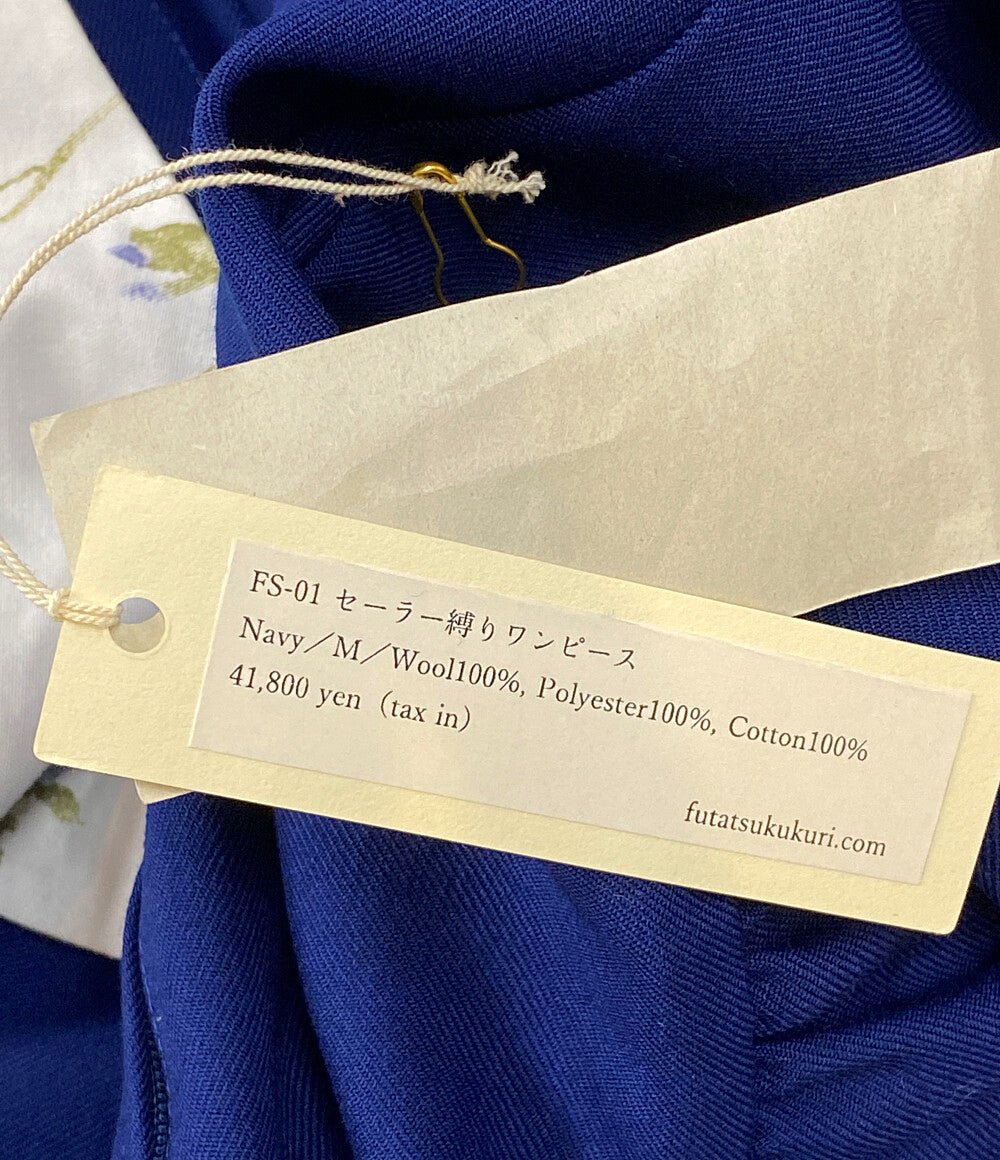 FS-01 セーラー縛りワンピース
Navy／M／Wool100%, Polyester100%, Cotton100%
41,800 yen（tax in）
futatsukukuri.com